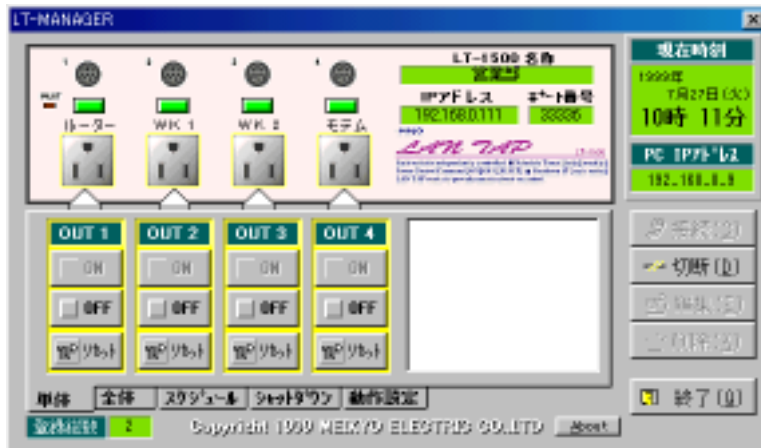 LT-MANAGER
LT-1500 名称
営業部
IPアドレス ポート番号
192.168.0.111 33336
ルーター WK 1 WK 2 モデム
LAN TAP
現在時刻
1999年
7月27日(火)
10時 11分
PC IPアドレス
192.168.0.9
OUT 1 OUT 2 OUT 3 OUT 4
ON ON ON ON
OFF OFF OFF OFF
リセット リセット リセット リセット
接続(O)
切断(D)
編集(E)
終了(Q)
単体 全体 スケジュール シャットダウン 動作設定
登録総数 2 Copyright 1999 MEIKYO ELECTRIC CO.,LTD About